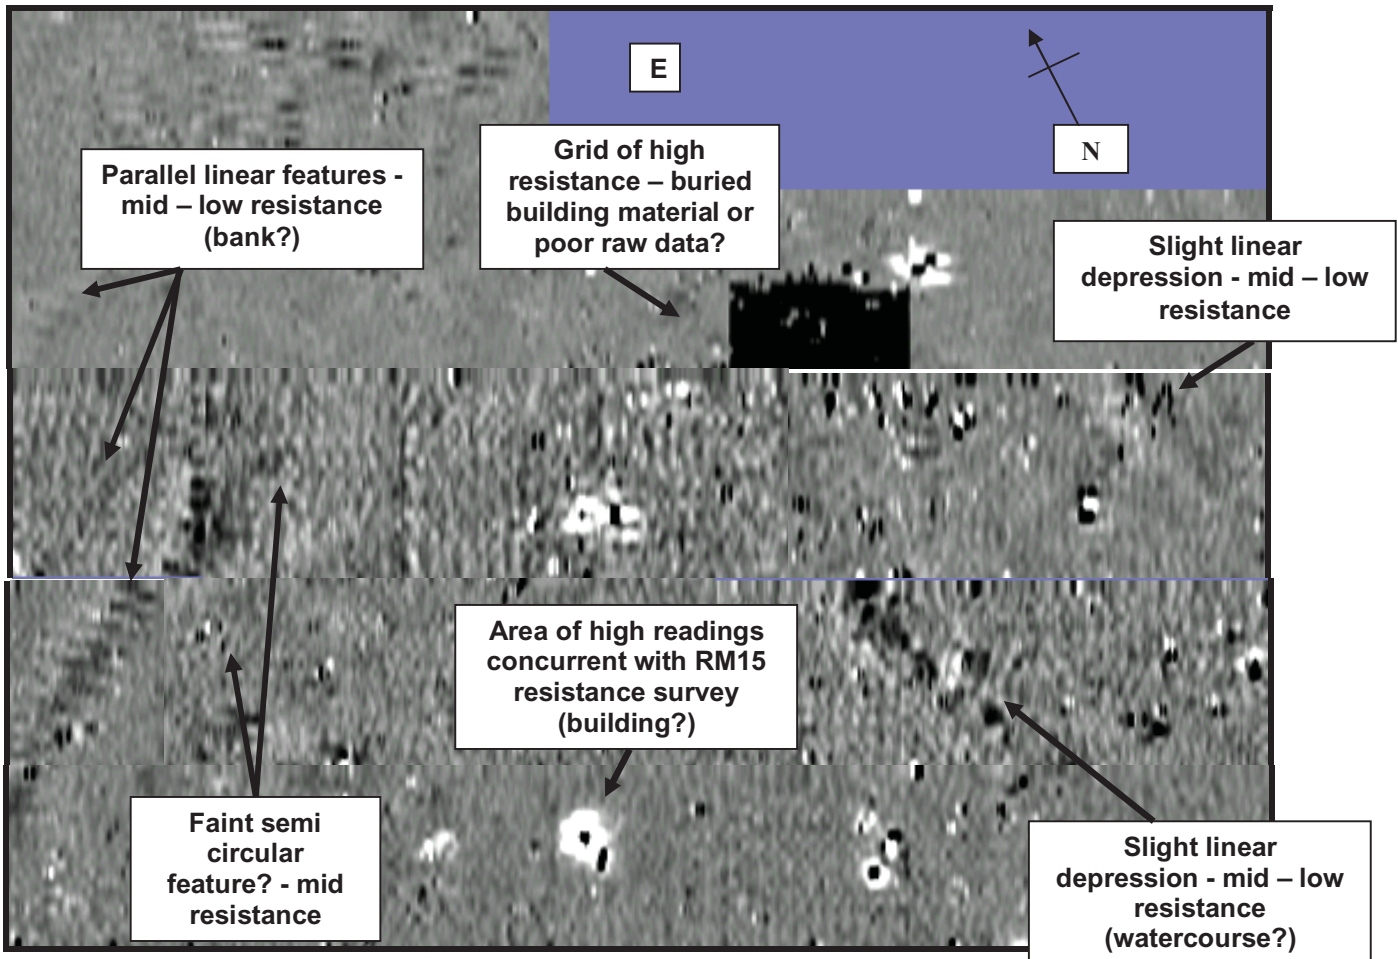 E
N
Parallel linear features -
mid – low resistance
(bank?)
Grid of high
resistance – buried
building material or
poor raw data?
Slight linear
depression - mid – low
resistance
Area of high readings
concurrent with RM15
resistance survey
(building?)
Faint semi
circular
feature? - mid
resistance
Slight linear
depression - mid – low
resistance
(watercourse?)